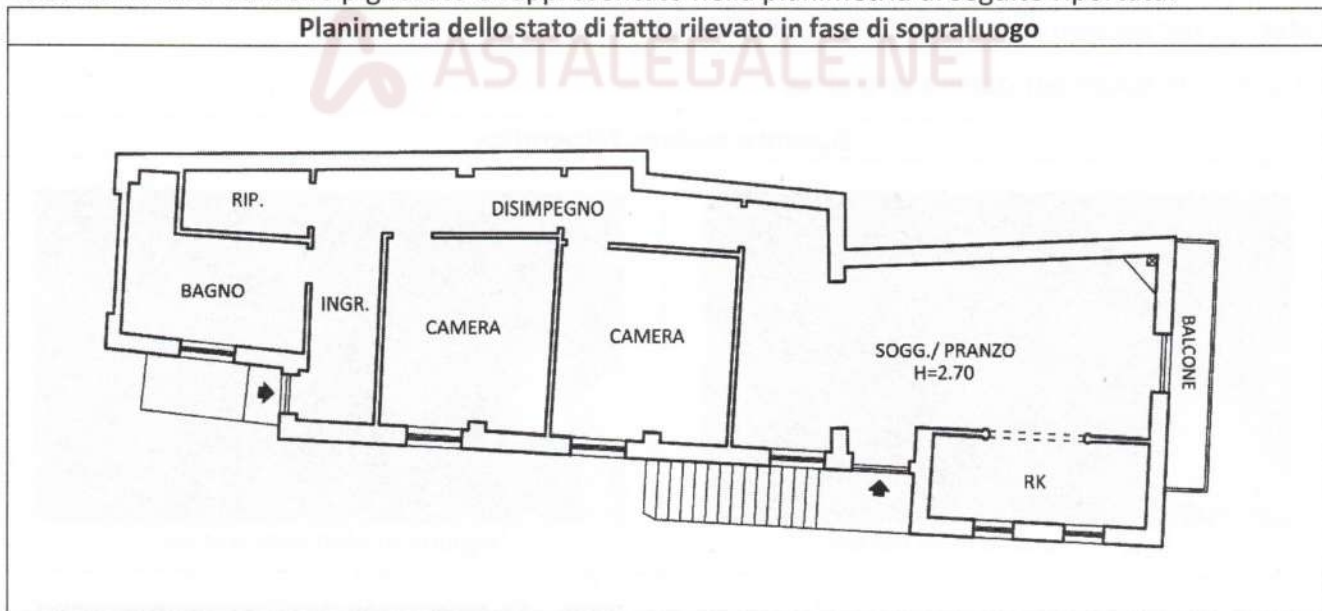 Planimetria dello stato di fatto rilevato in fase di sopralluogo
ASTALEGALE.NET
RIP.
DISIMPEGNO
BAGNO
INGR.
CAMERA
CAMERA
SOGG./ PRANZO
H=2.70
BALCONE
RK